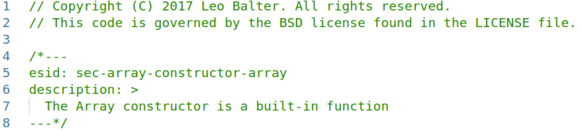 1 // Copyright (C) 2017 Leo Balter. All rights reserved.
2 // This code is governed by the BSD license found in the LICENSE file.
3
4 /*---
5 esid: sec-array-constructor-array
6 description: >
7   The Array constructor is a built-in function
8 ---*/